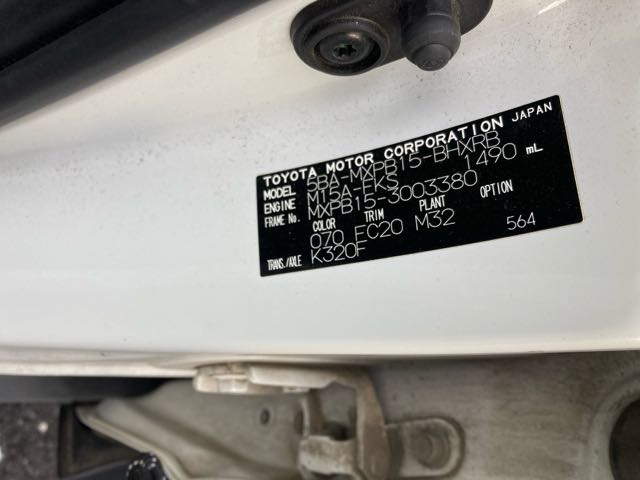 TOYOTA MOTOR CORPORATION JAPAN
MODEL 5BA-MXPB15-BHXRB
ENGINE M15A-FKS 1490 mL
FRAME No. MXPB15-3003380
COLOR TRIM PLANT OPTION
070 FC20 M32 564
TRANS./AXLE K320F